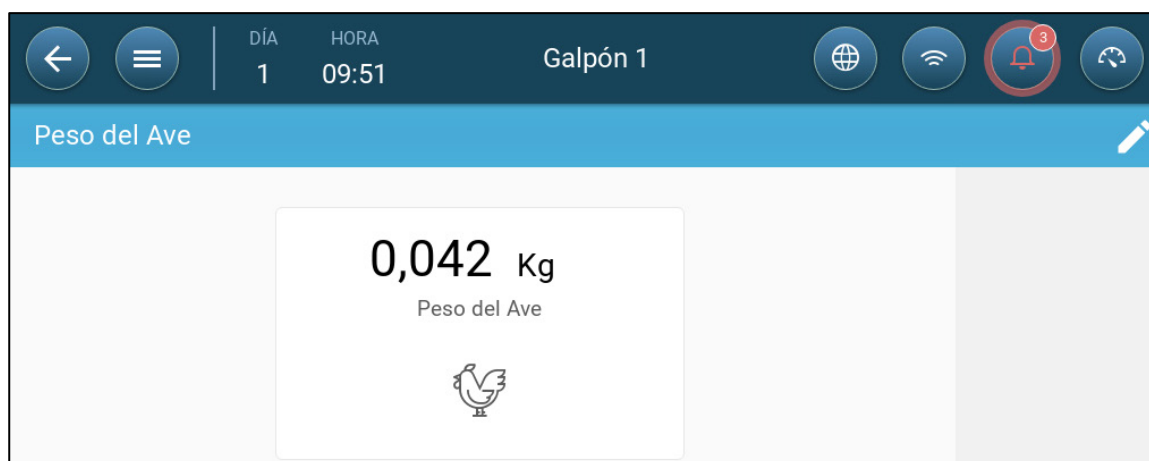 DÍA
HORA
1
09:51
Galpón 1
3
Peso del Ave
0,042 Kg
Peso del Ave